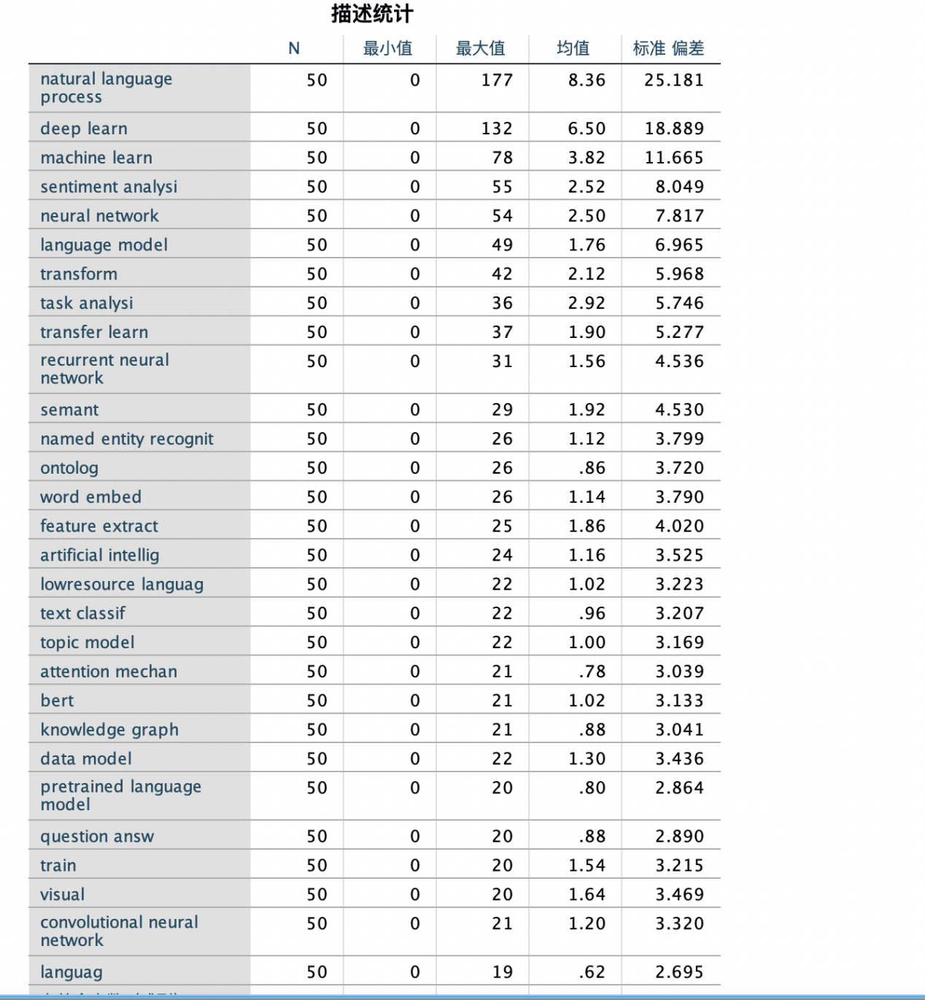 描述统计
N 最小值 最大值 均值 标准 偏差
natural language
process 50 0 177 8.36 25.181
deep learn 50 0 132 6.50 18.889
machine learn 50 0 78 3.82 11.665
sentiment analysi 50 0 55 2.52 8.049
neural network 50 0 54 2.50 7.817
language model 50 0 49 1.76 6.965
transform 50 0 42 2.12 5.968
task analysi 50 0 36 2.92 5.746
transfer learn 50 0 37 1.90 5.277
recurrent neural
network 50 0 31 1.56 4.536
semant 50 0 29 1.92 4.530
named entity recognit 50 0 26 1.12 3.799
ontolog 50 0 26 .86 3.720
word embed 50 0 26 1.14 3.790
feature extract 50 0 25 1.86 4.020
artificial intellig 50 0 24 1.16 3.525
lowresource languag 50 0 22 1.02 3.223
text classif 50 0 22 .96 3.207
topic model 50 0 22 1.00 3.169
attention mechan 50 0 21 .78 3.039
bert 50 0 21 1.02 3.133
knowledge graph 50 0 21 .88 3.041
data model 50 0 22 1.30 3.436
pretrained language
model 50 0 20 .80 2.864
question answ 50 0 20 .88 2.890
train 50 0 20 1.54 3.215
visual 50 0 20 1.64 3.469
convolutional neural
network 50 0 21 1.20 3.320
languag 50 0 19 .62 2.695